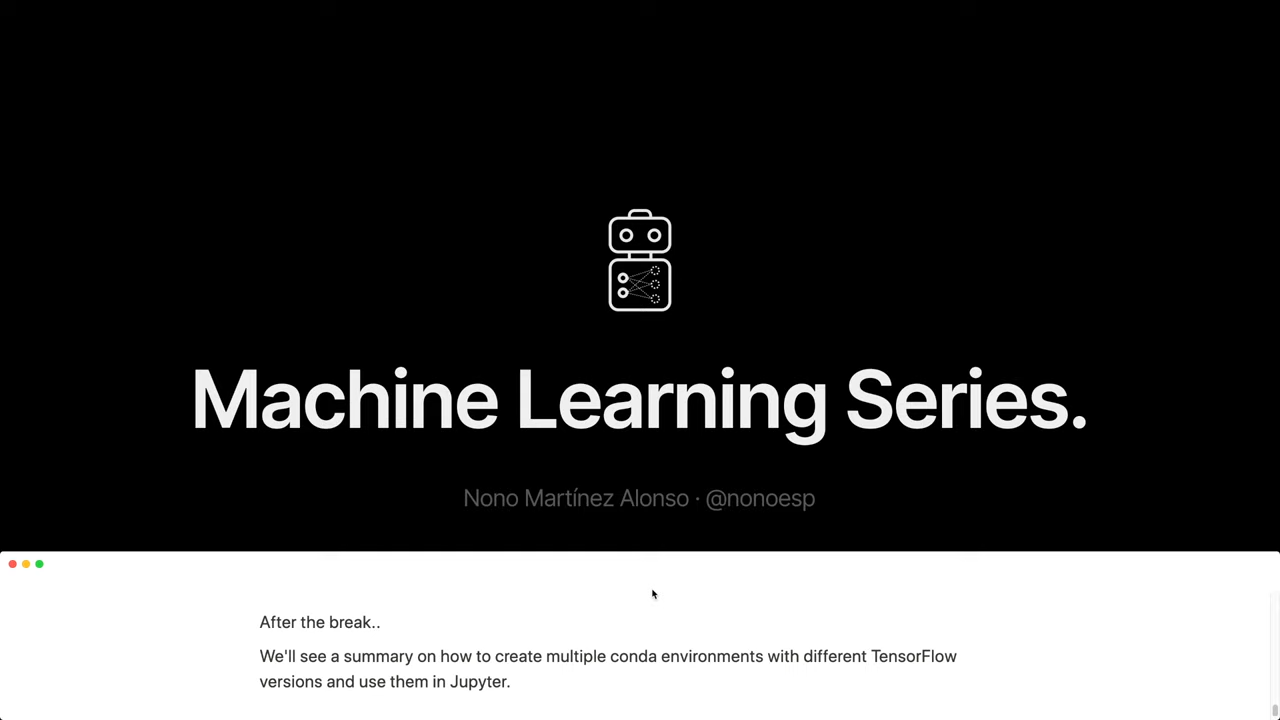 Machine Learning Series.
Nono Martínez Alonso · @nonoesp
After the break..
We'll see a summary on how to create multiple conda environments with different TensorFlow
versions and use them in Jupyter.